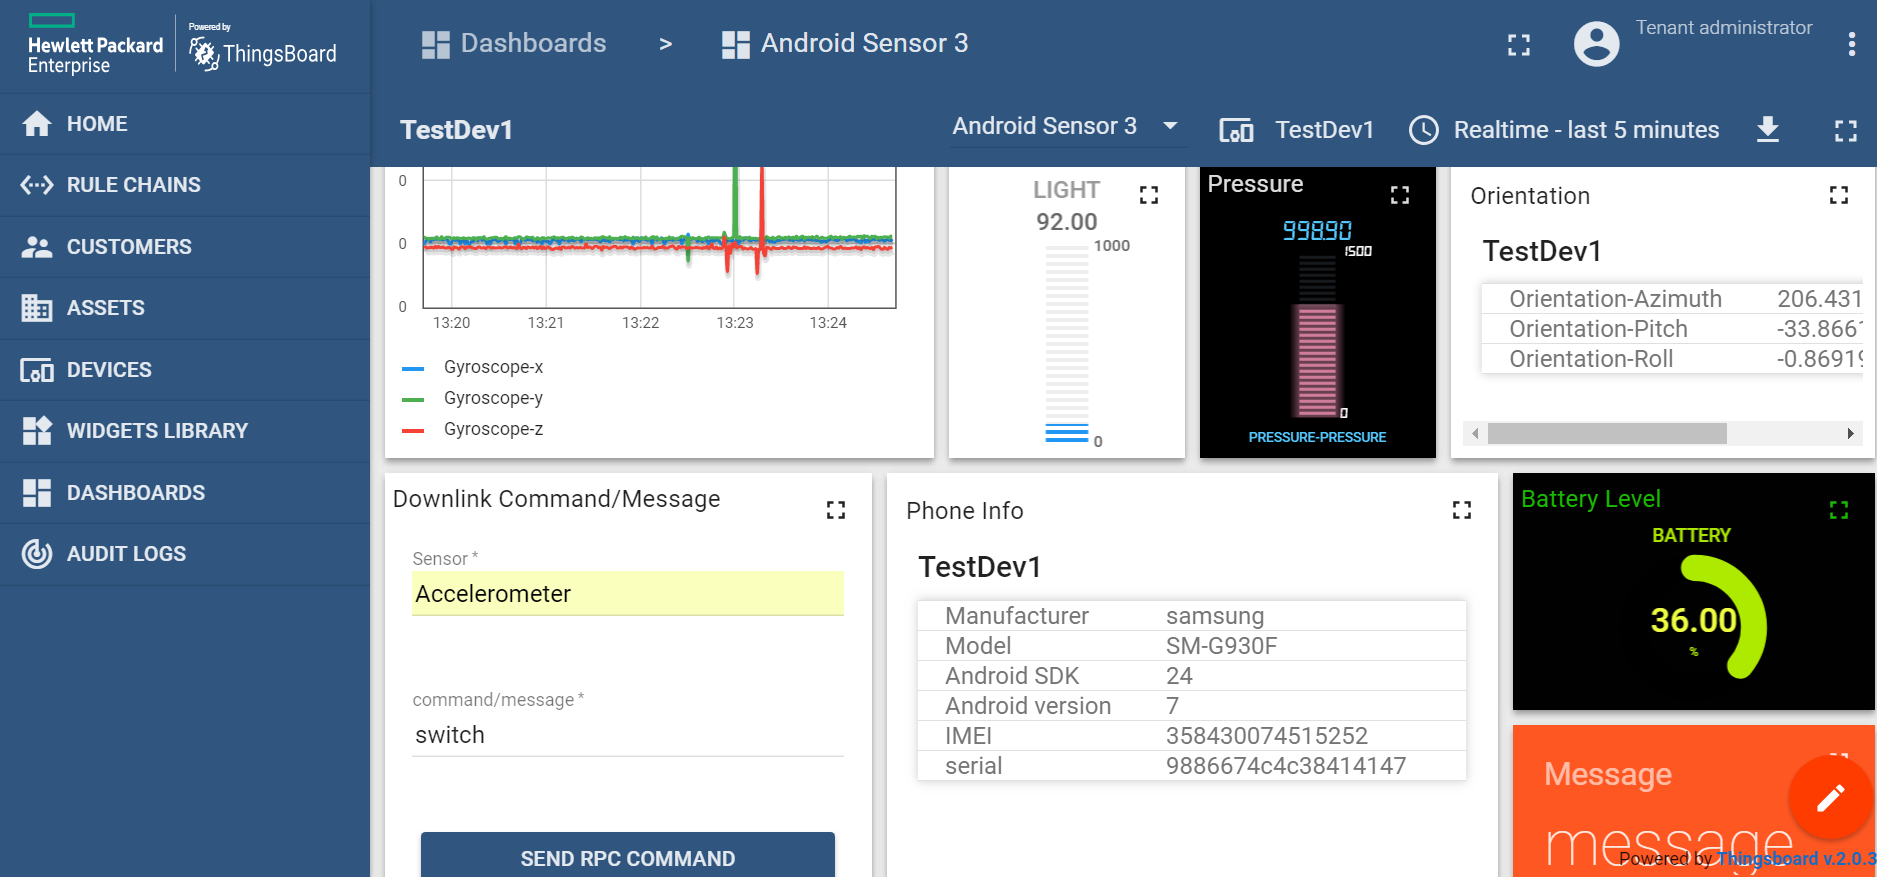 Hewlett Packard
Enterprise
Powered by
ThingsBoard
Dashboards > Android Sensor 3
Tenant administrator
HOME
RULE CHAINS
CUSTOMERS
ASSETS
DEVICES
WIDGETS LIBRARY
DASHBOARDS
AUDIT LOGS
TestDev1
Android Sensor 3
TestDev1
Realtime - last 5 minutes
0
0
0
13:20 13:21 13:22 13:23 13:24
Gyroscope-x
Gyroscope-y
Gyroscope-z
LIGHT
92.00
1000
0
Pressure
998.90
1500
0
PRESSURE-PRESSURE
Orientation
TestDev1
Orientation-Azimuth 206.431
Orientation-Pitch -33.8661
Orientation-Roll -0.86919
Downlink Command/Message
Sensor *
Accelerometer
command/message *
switch
SEND RPC COMMAND
Phone Info
TestDev1
Manufacturer samsung
Model SM-G930F
Android SDK 24
Android version 7
IMEI 358430074515252
serial 9886674c4c38414147
Battery Level
BATTERY
36.00
%
Message
message
Powered by Thingsboard v.2.0.3